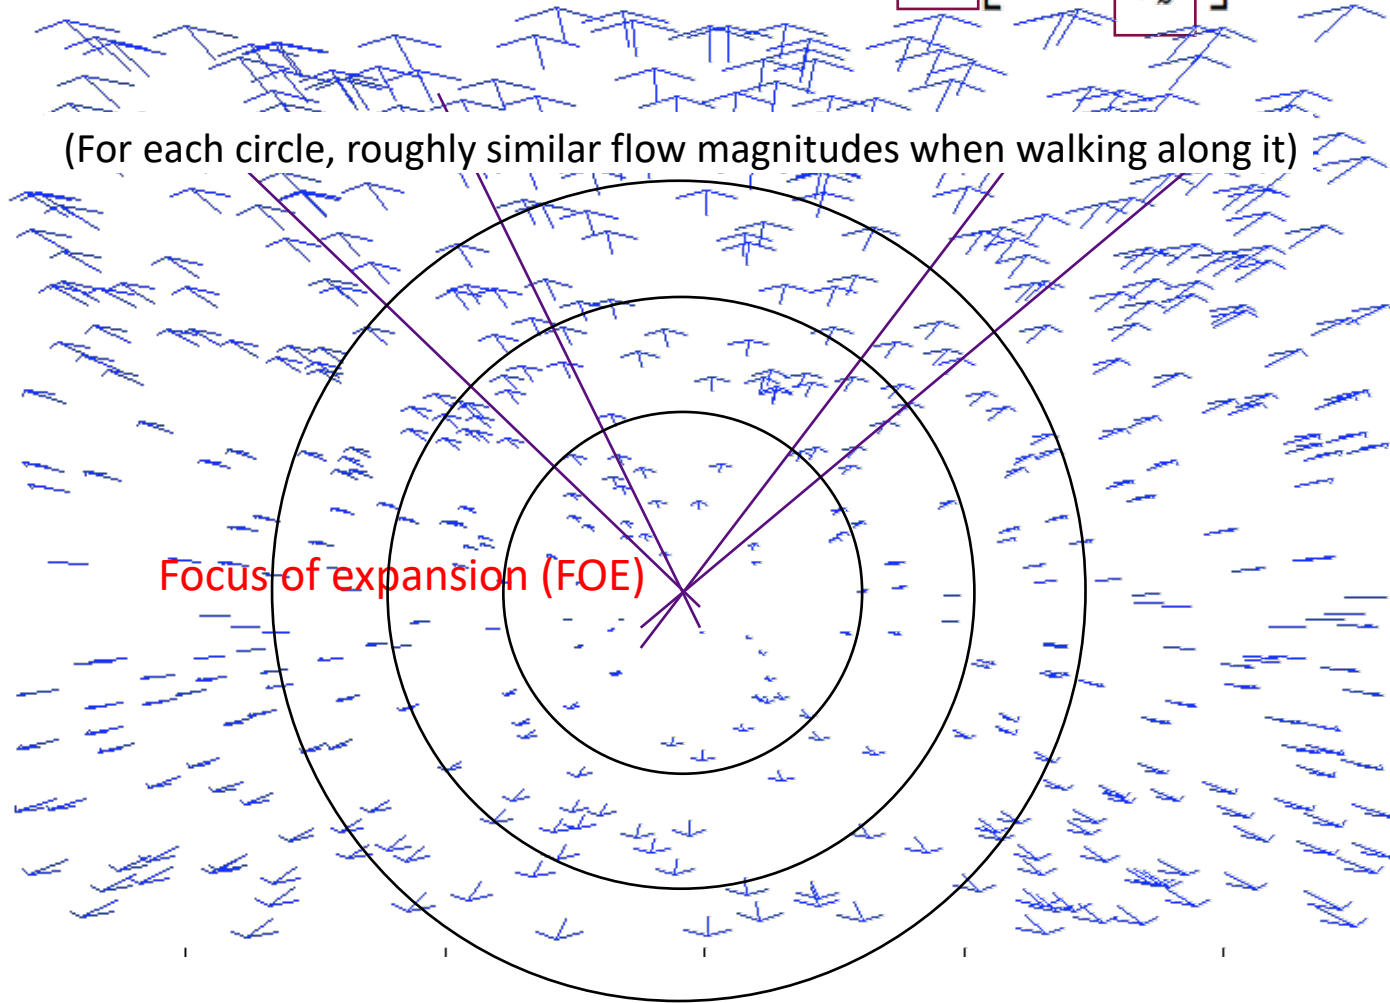 (For each circle, roughly similar flow magnitudes when walking along it)
Focus of expansion (FOE)